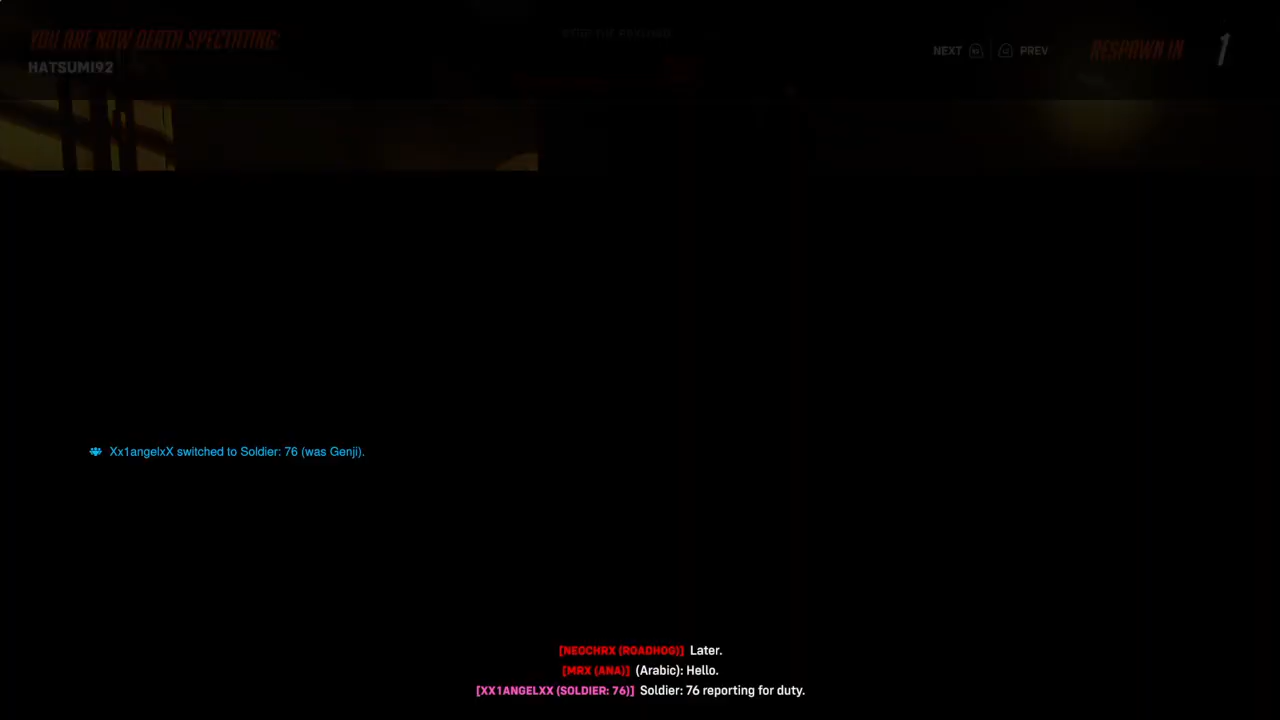 YOU ARE NOW DEATH SPECTATING:
HATSUMI92
NEXT
PREV
RESPAWN IN 1
Xx1angelxX switched to Soldier: 76 (was Genji).
[NEOCHRX (ROADHOG)] Later.
[MRX (ANA)] (Arabic): Hello.
[XX1ANGELXX (SOLDIER: 76)] Soldier: 76 reporting for duty.